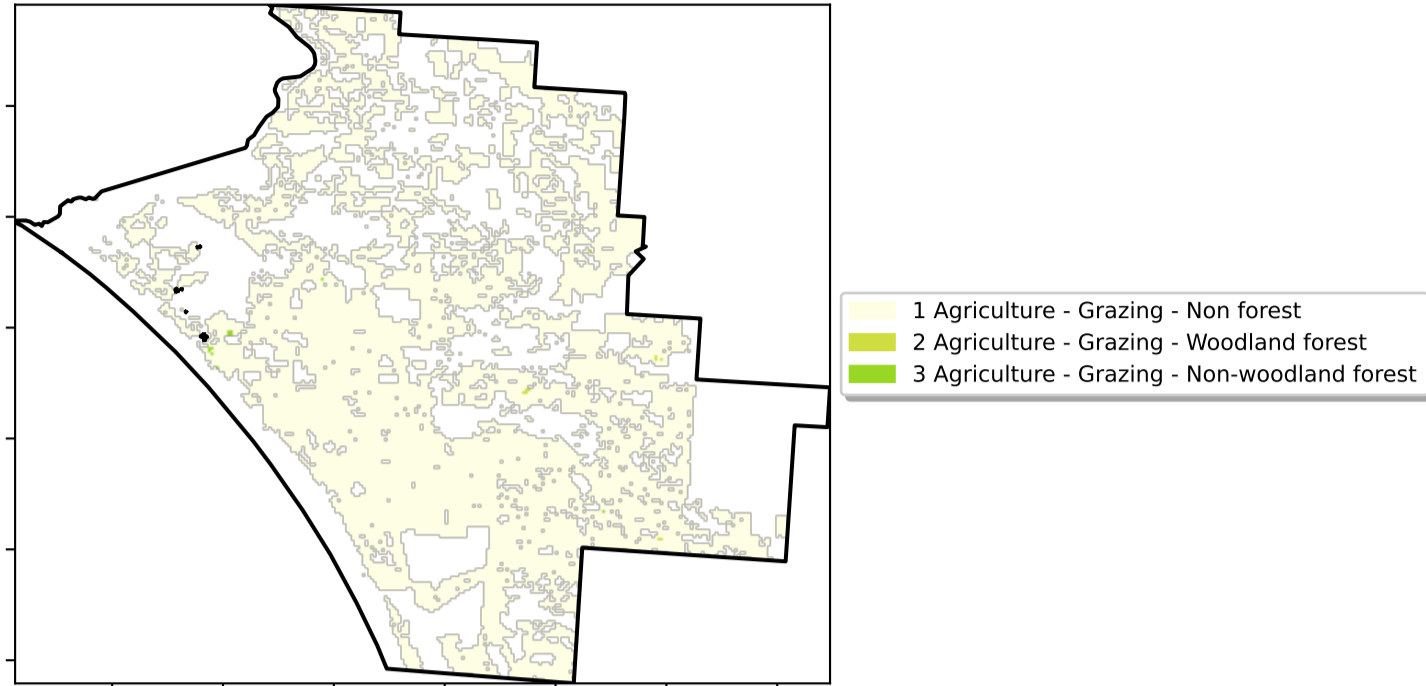 1 Agriculture - Grazing - Non forest
2 Agriculture - Grazing - Woodland forest
3 Agriculture - Grazing - Non-woodland forest